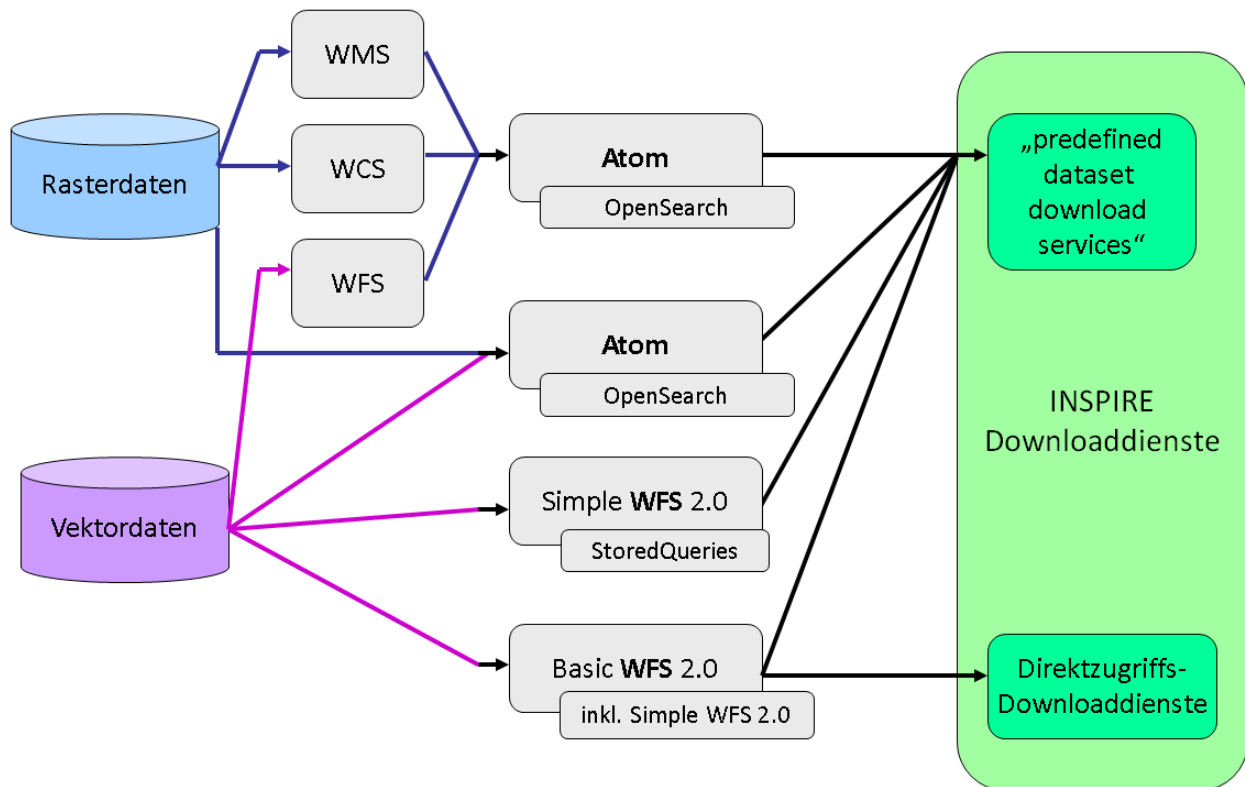 WMS
WCS
WFS
Rasterdaten
Vektordaten
Atom
OpenSearch
Atom
OpenSearch
Simple WFS 2.0
StoredQueries
Basic WFS 2.0
inkl. Simple WFS 2.0
„predefined
dataset
download
services“
INSPIRE
Downloaddienste
Direktzugriffs-
Downloaddienste